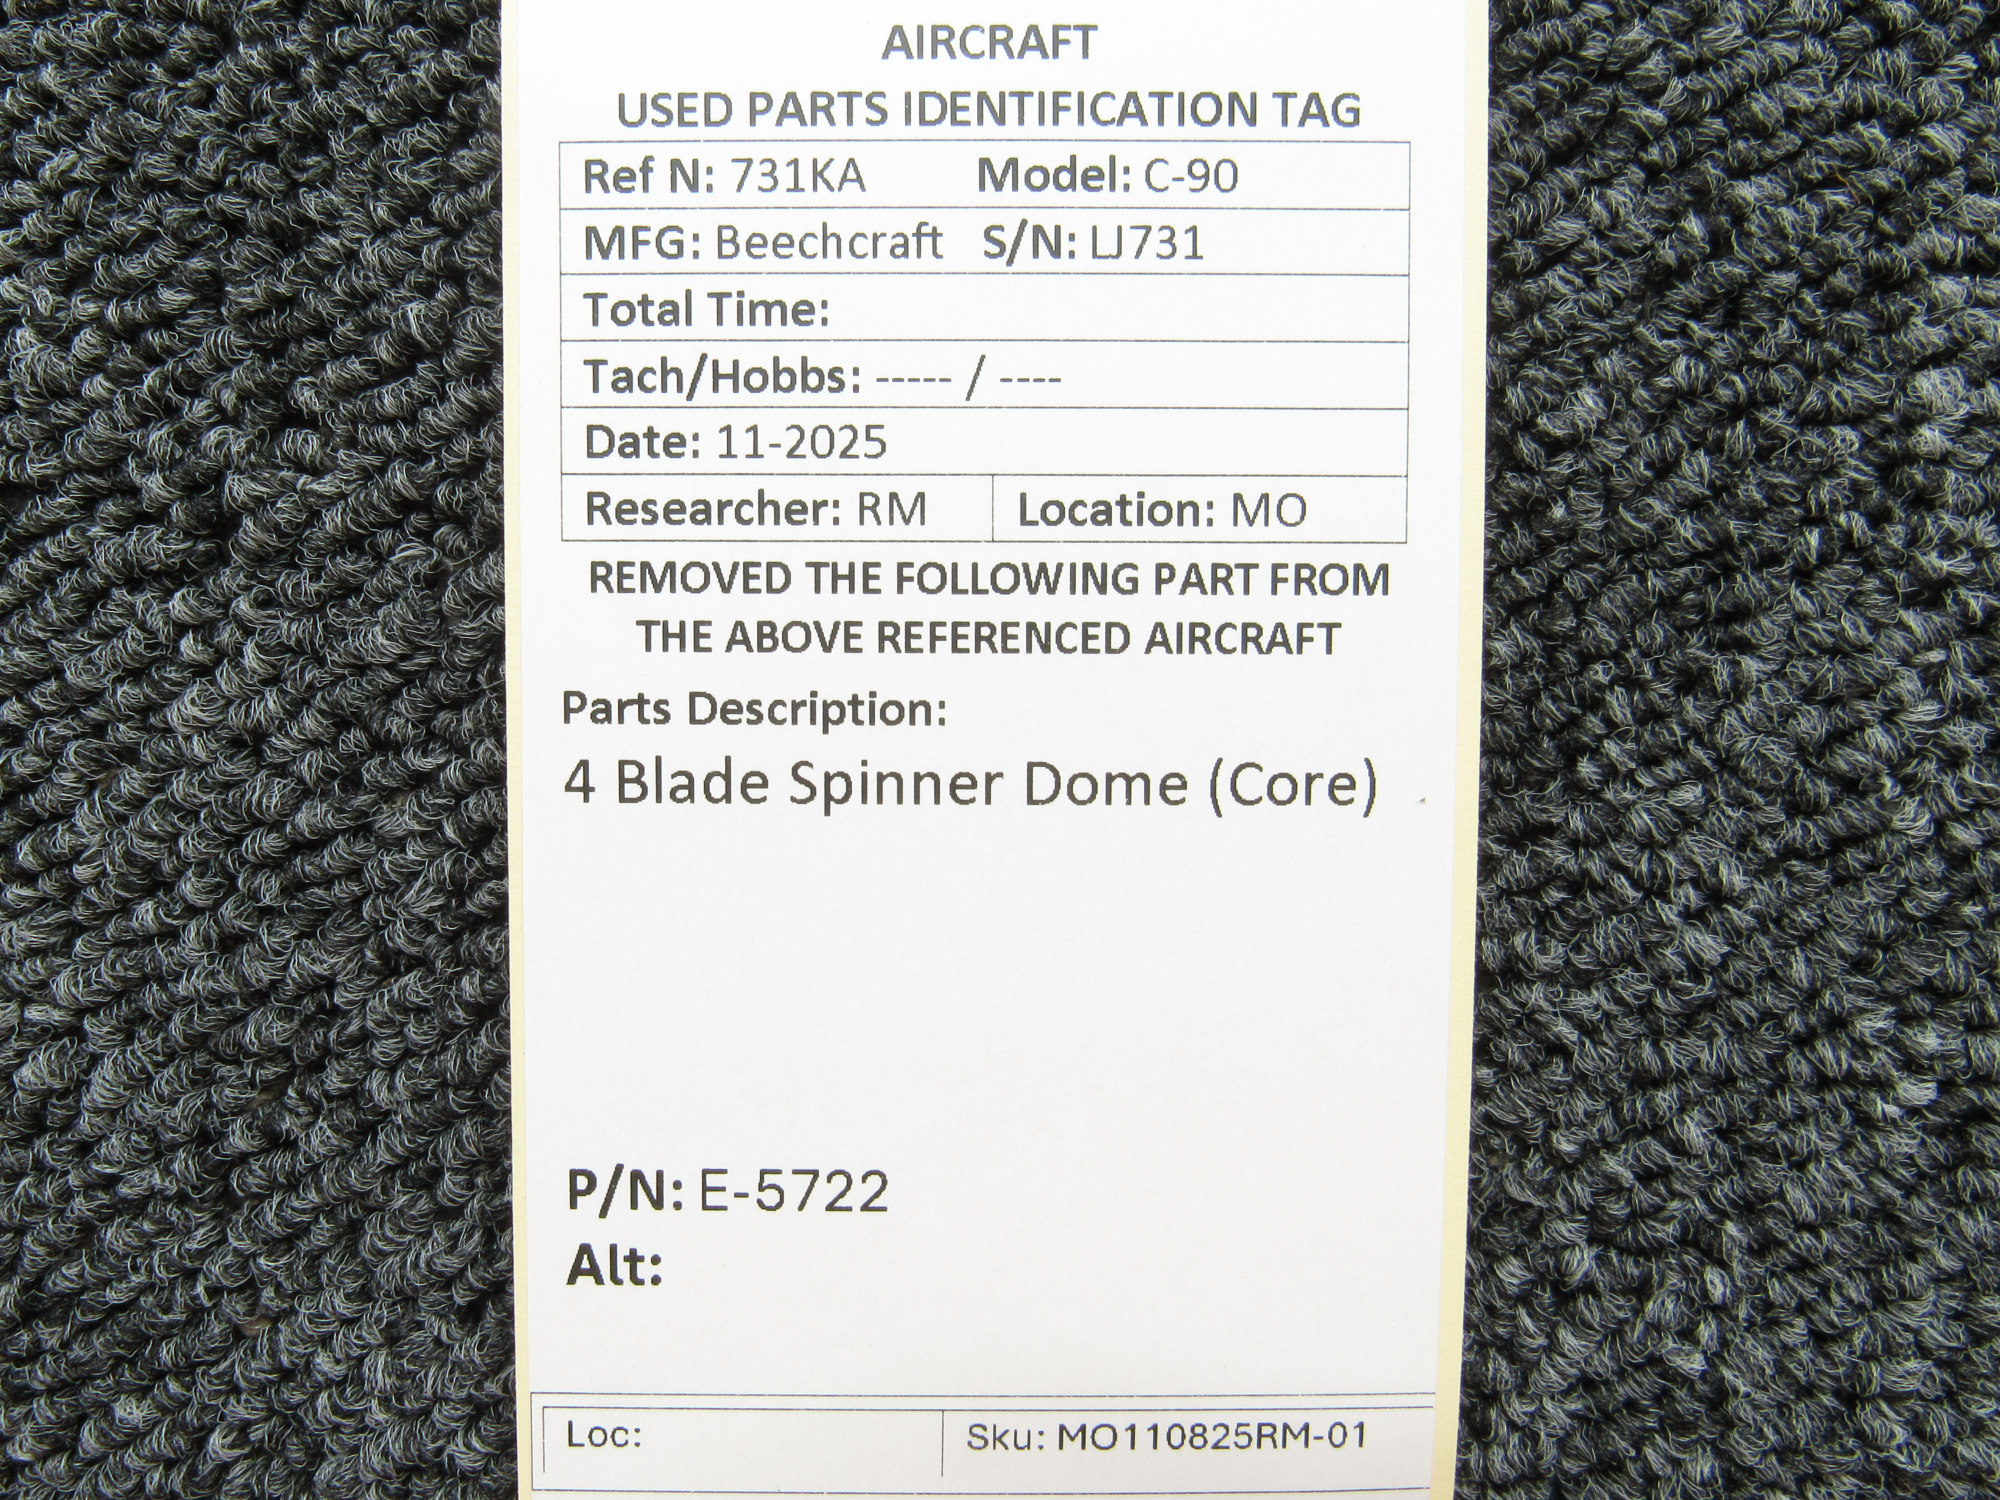 AIRCRAFT
USED PARTS IDENTIFICATION TAG
Ref N: 731KA Model: C-90
MFG: Beechcraft S/N: LJ731
Total Time:
Tach/Hobbs: ----- / ----
Date: 11-2025
Researcher: RM Location: MO
REMOVED THE FOLLOWING PART FROM
THE ABOVE REFERENCED AIRCRAFT
Parts Description:
4 Blade Spinner Dome (Core)
P/N: E-5722
Alt:
Loc: Sku: MO110825RM-01